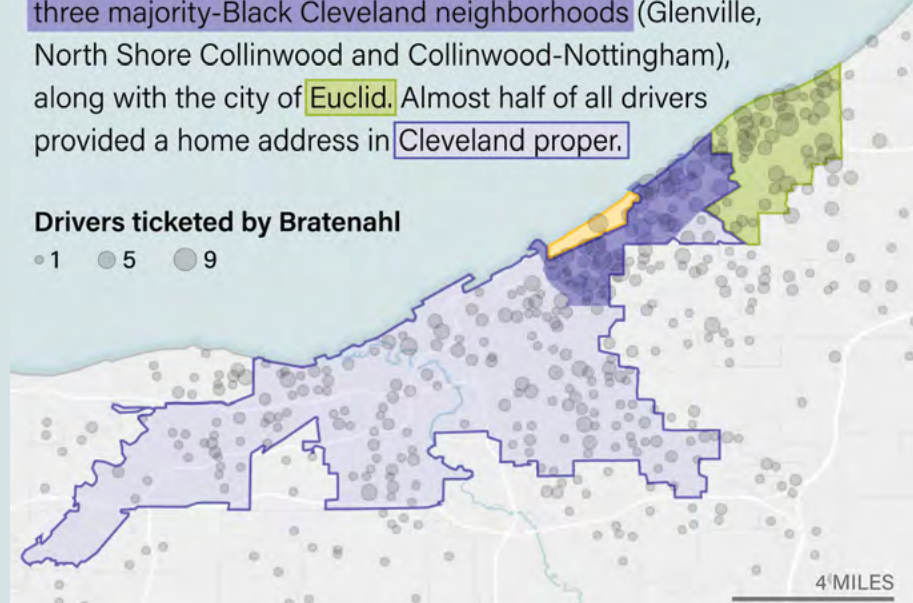 three majority-Black Cleveland neighborhoods (Glenville,
North Shore Collinwood and Collinwood-Nottingham),
along with the city of Euclid. Almost half of all drivers
provided a home address in Cleveland proper.
Drivers ticketed by Bratenahl
1 5 9
4 MILES